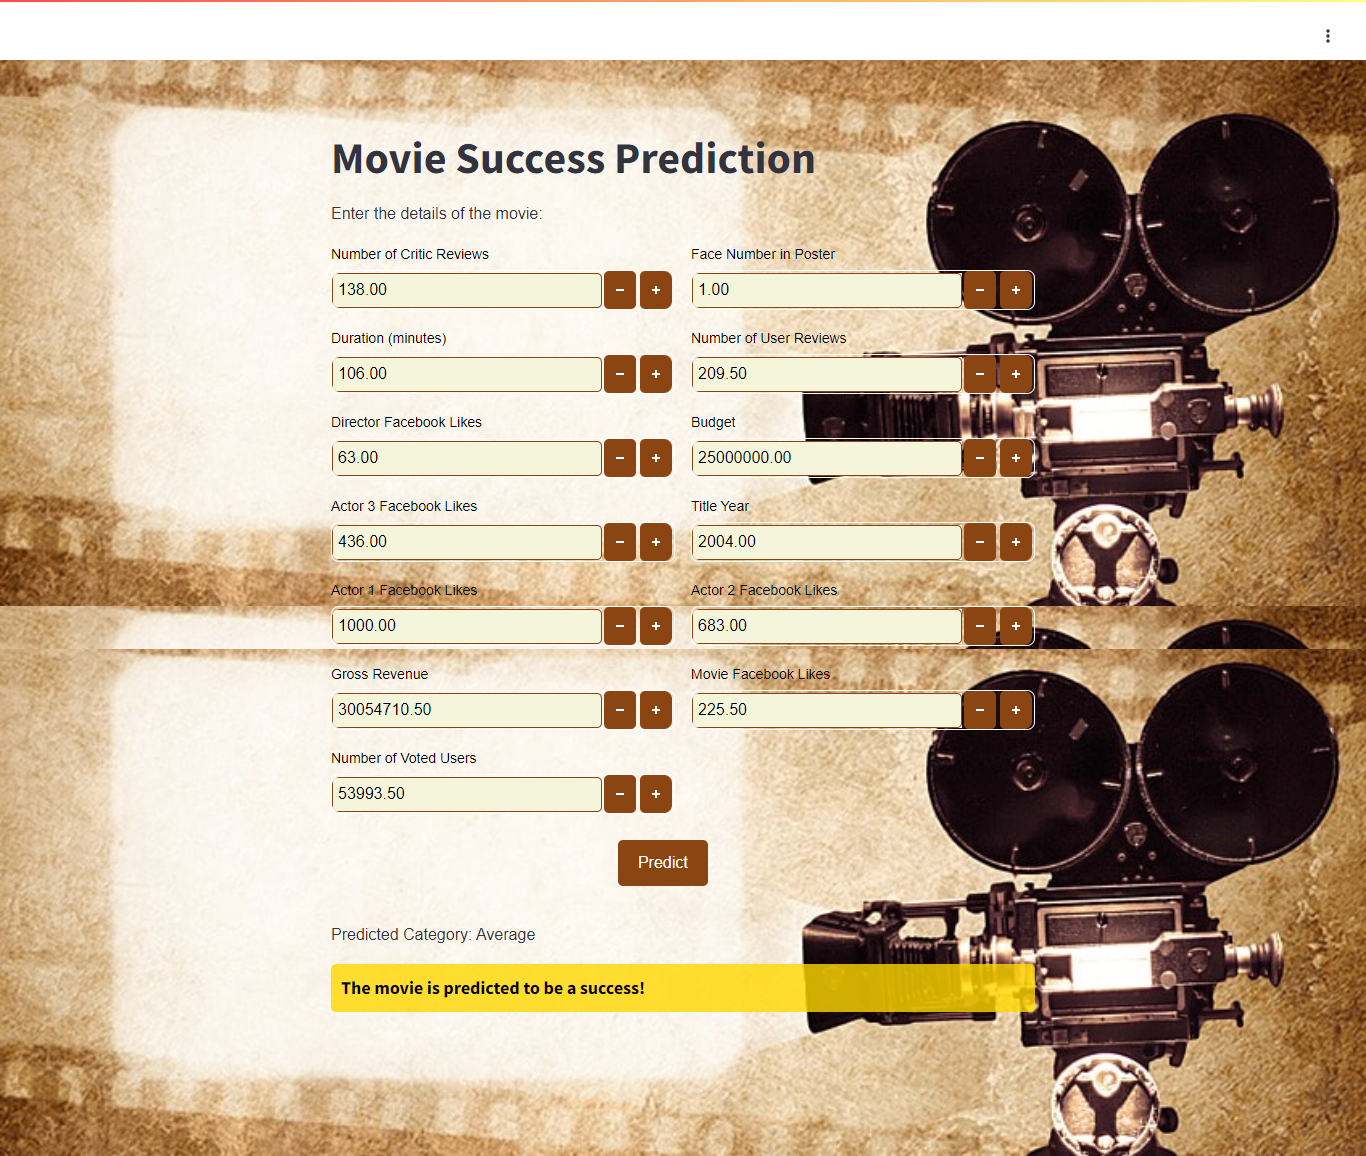 Movie Success Prediction
Enter the details of the movie:
Number of Critic Reviews
Face Number in Poster
138.00
1.00
Duration (minutes)
Number of User Reviews
106.00
209.50
Director Facebook Likes
Budget
63.00
25000000.00
Actor 3 Facebook Likes
Title Year
436.00
2004.00
Actor 1 Facebook Likes
Actor 2 Facebook Likes
1000.00
683.00
Gross Revenue
Movie Facebook Likes
30054710.50
225.50
Number of Voted Users
53993.50
Predict
Predicted Category: Average
The movie is predicted to be a success!